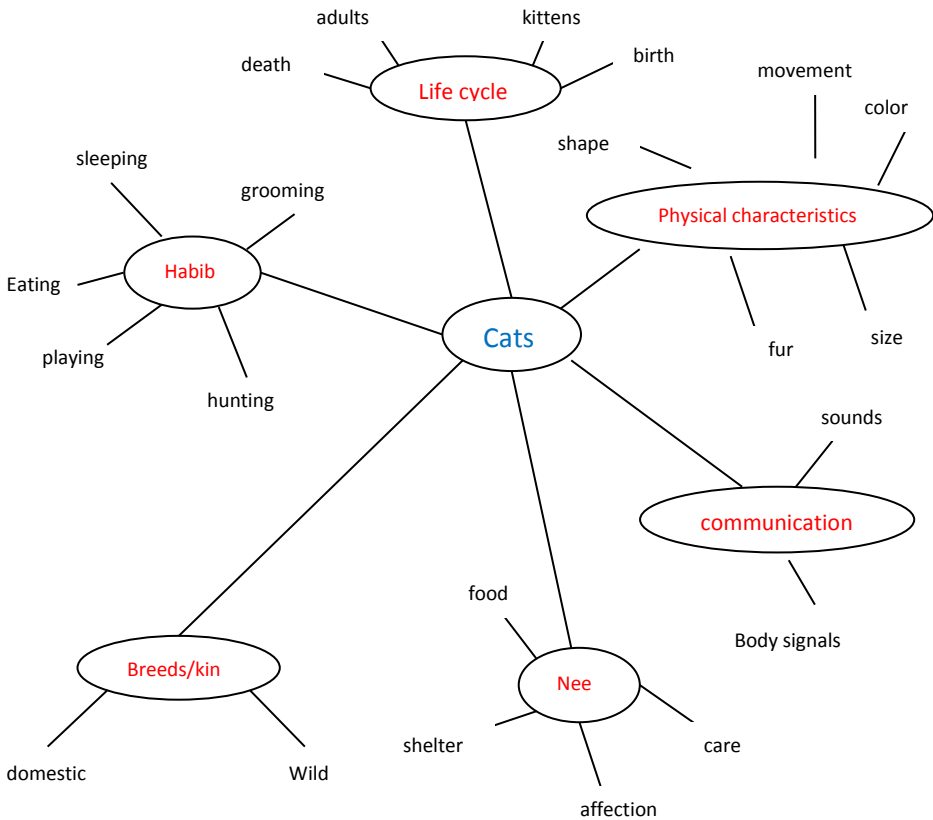 adults
kittens
death
birth
Life cycle
movement
color
shape
Physical characteristics
fur
size
sleeping
grooming
Habib
Eating
playing
hunting
Cats
sounds
communication
Body signals
food
Nee
shelter
care
affection
Breeds/kin
domestic
Wild